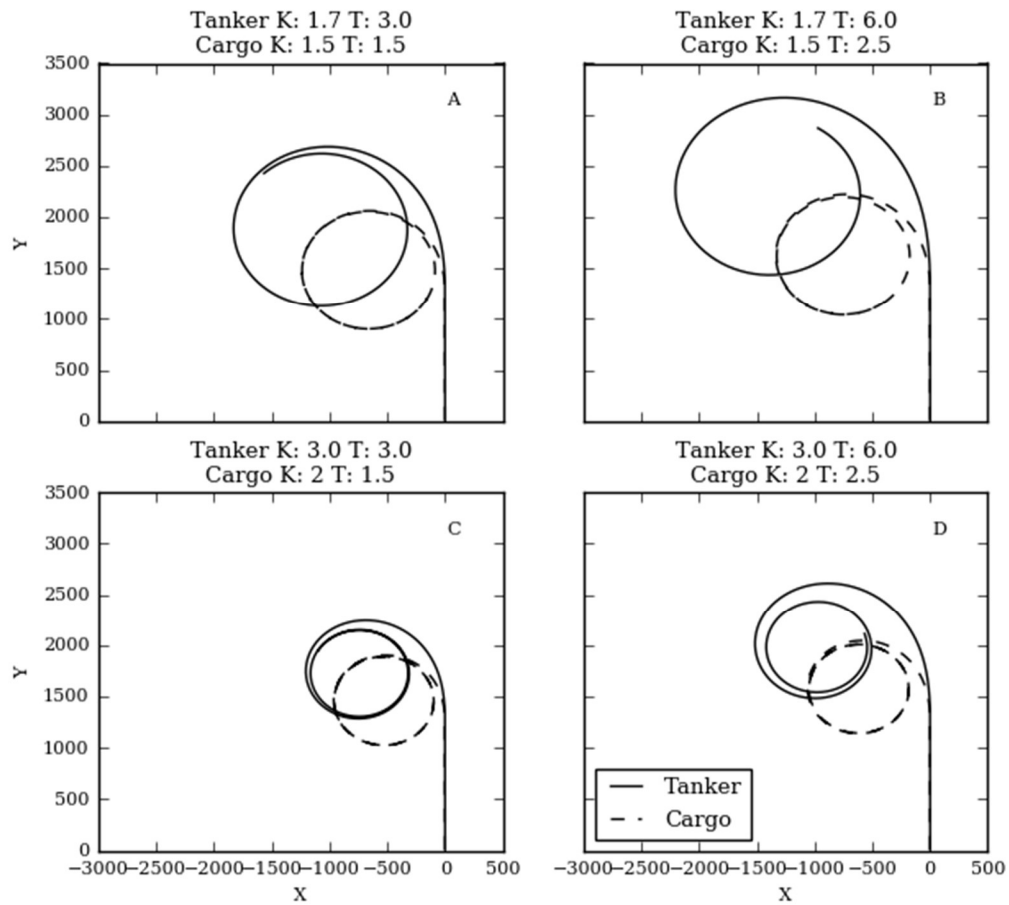 Tanker K: 1.7 T: 3.0
Cargo K: 1.5 T: 1.5
Tanker K: 1.7 T: 6.0
Cargo K: 1.5 T: 2.5
3500
3000
2500
2000
1500
1000
500
0
Y
A
B
Tanker K: 3.0 T: 3.0
Cargo K: 2 T: 1.5
Tanker K: 3.0 T: 6.0
Cargo K: 2 T: 2.5
3500
3000
2500
2000
1500
1000
500
0
Y
C
D
Tanker
Cargo
−3000 −2500 −2000 −1500 −1000 −500 0 500
−3000 −2500 −2000 −1500 −1000 −500 0 500
X
X